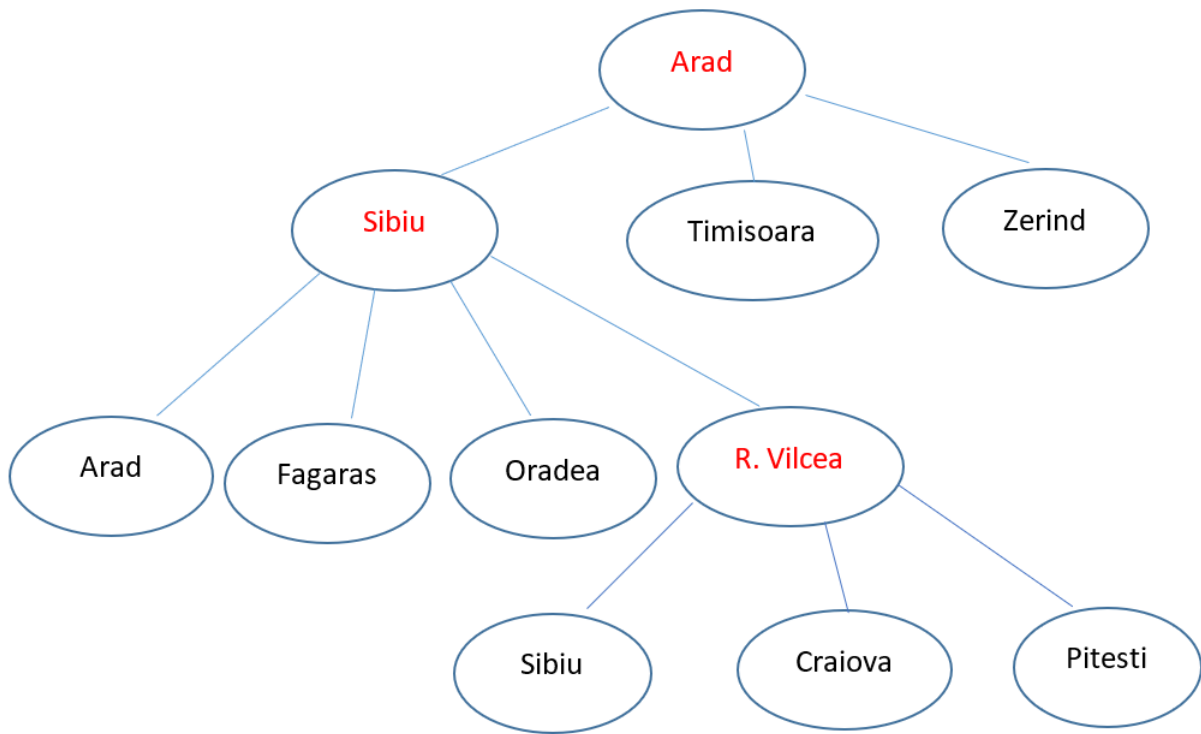 Arad
Sibiu
Timisoara
Zerind
Arad
Fagaras
Oradea
R. Vilcea
Sibiu
Craiova
Pitesti